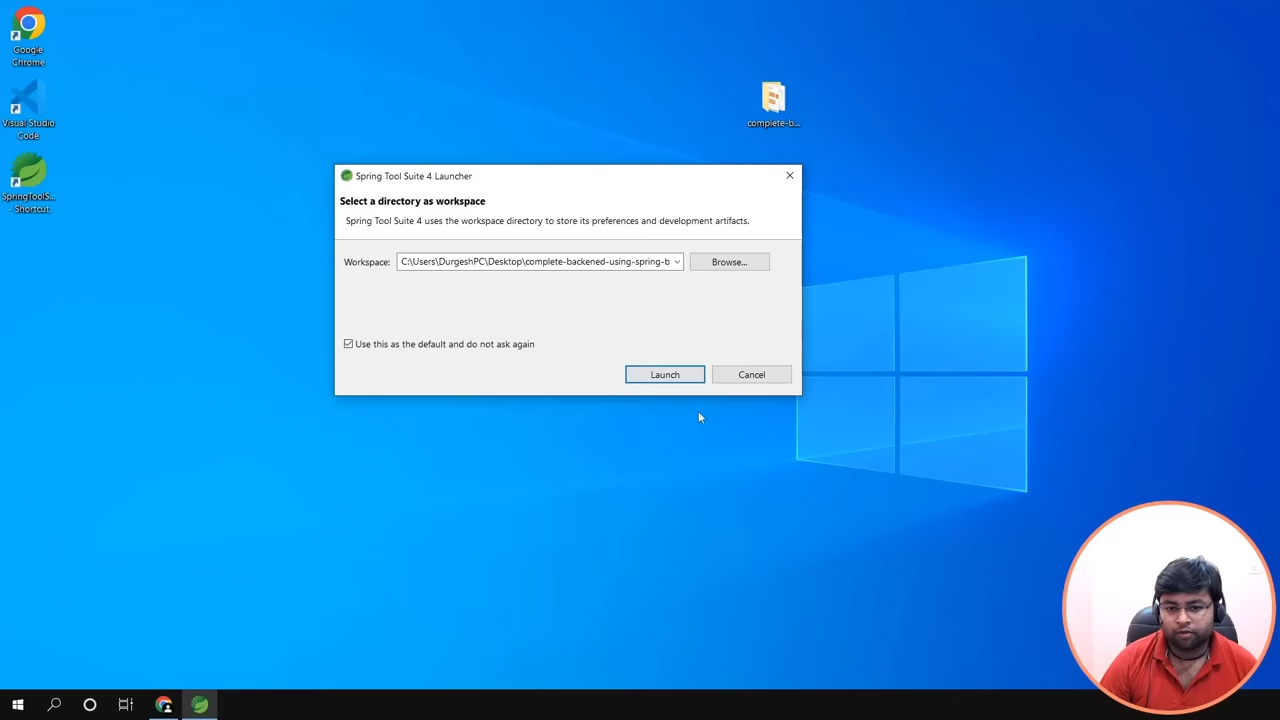 Google
Chrome
Visual Studio
Code
SpringToolS...
- Shortcut
complete-b...
Spring Tool Suite 4 Launcher
Select a directory as workspace
Spring Tool Suite 4 uses the workspace directory to store its preferences and development artifacts.
Workspace: C:\Users\DurgeshPC\Desktop\complete-backened-using-spring-b Browse...
Use this as the default and do not ask again
Launch Cancel